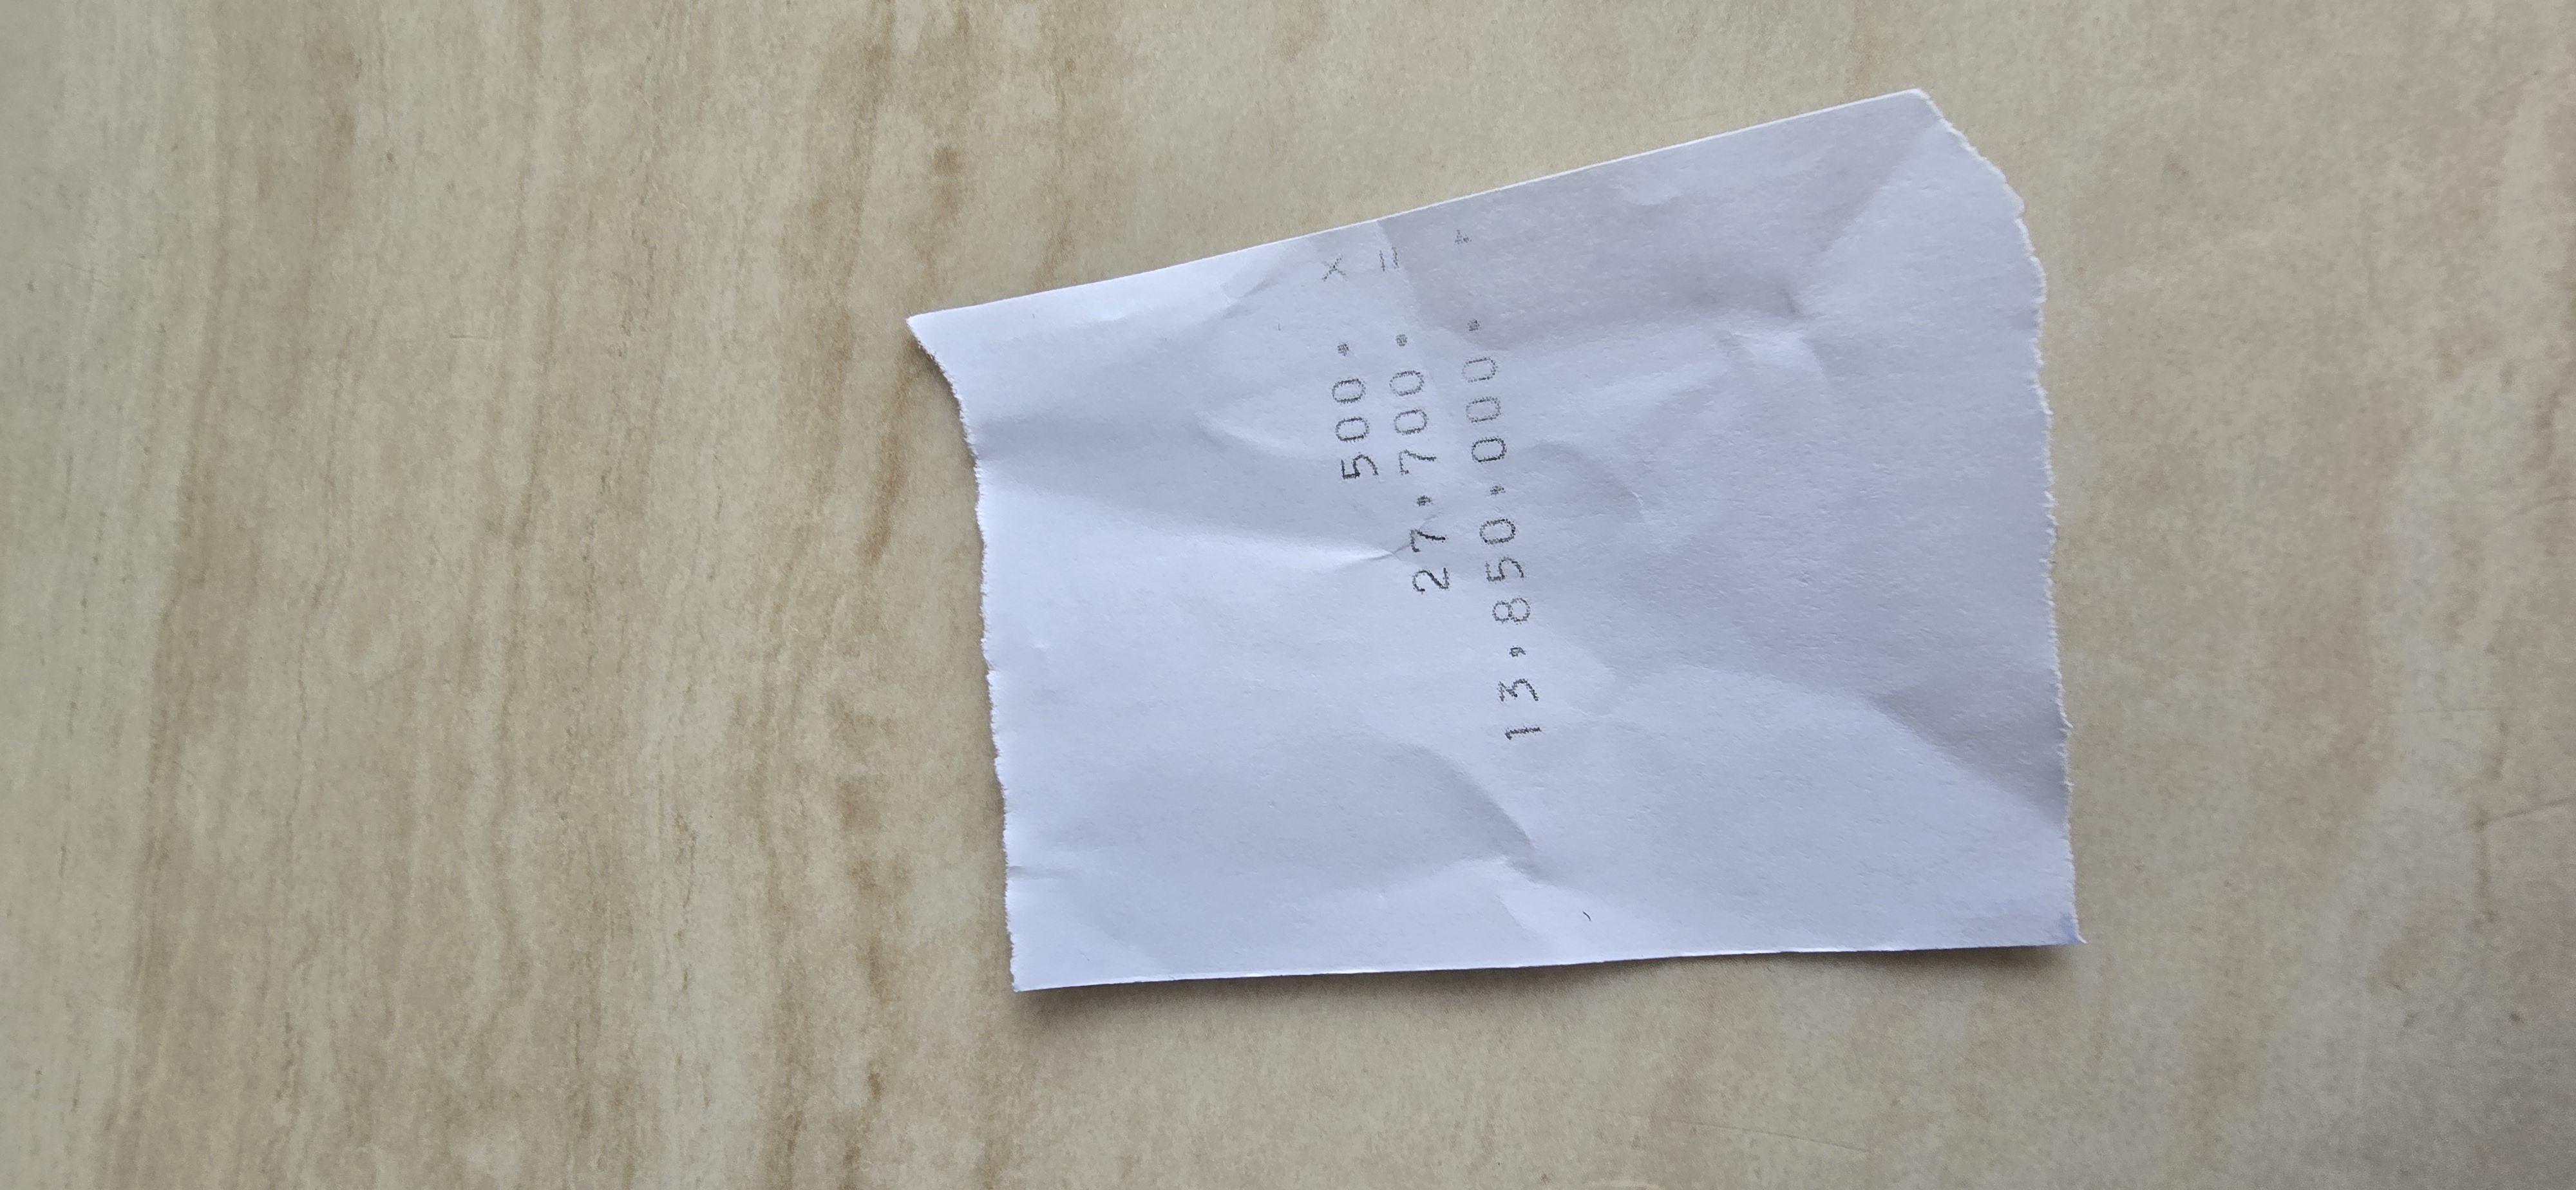 500. ×
27,700. =
13,850,000. +